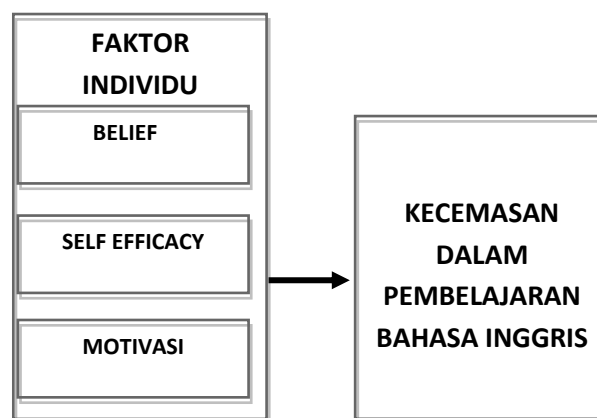 FAKTOR
INDIVIDU
BELIEF
SELF EFFICACY
MOTIVASI
KECEMASAN
DALAM
PEMBELAJARAN
BAHASA INGGRIS